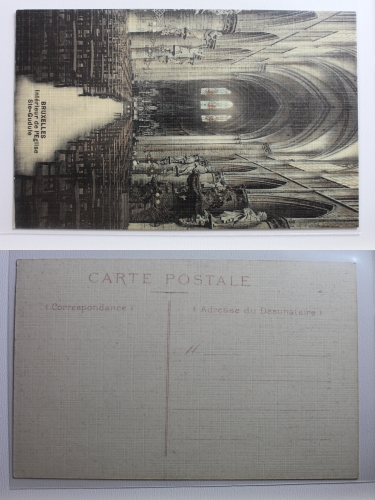 BRUXELLES
Intérieur de l'Eglise
Ste-Gudule
CARTE POSTALE
Correspondance
Adresse du Destinataire
M